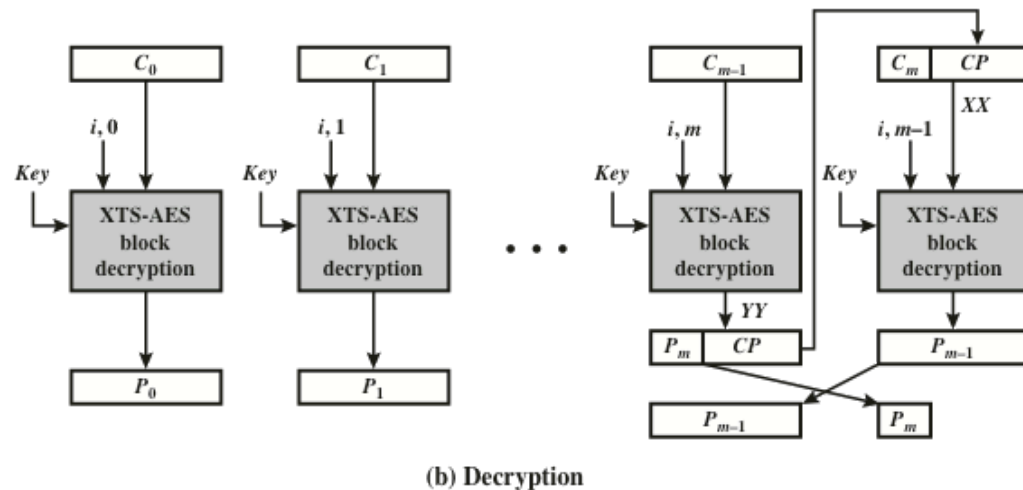 C₀ C₁ Cₘ₋₁ Cₘ CP
XX
i, 0 i, 1 i, m i, m–1
Key Key Key Key
XTS-AES XTS-AES XTS-AES XTS-AES
block block block block
decryption decryption • • • decryption decryption
YY
Pₘ CP Pₘ₋₁
P₀ P₁
Pₘ₋₁ Pₘ
(b) Decryption